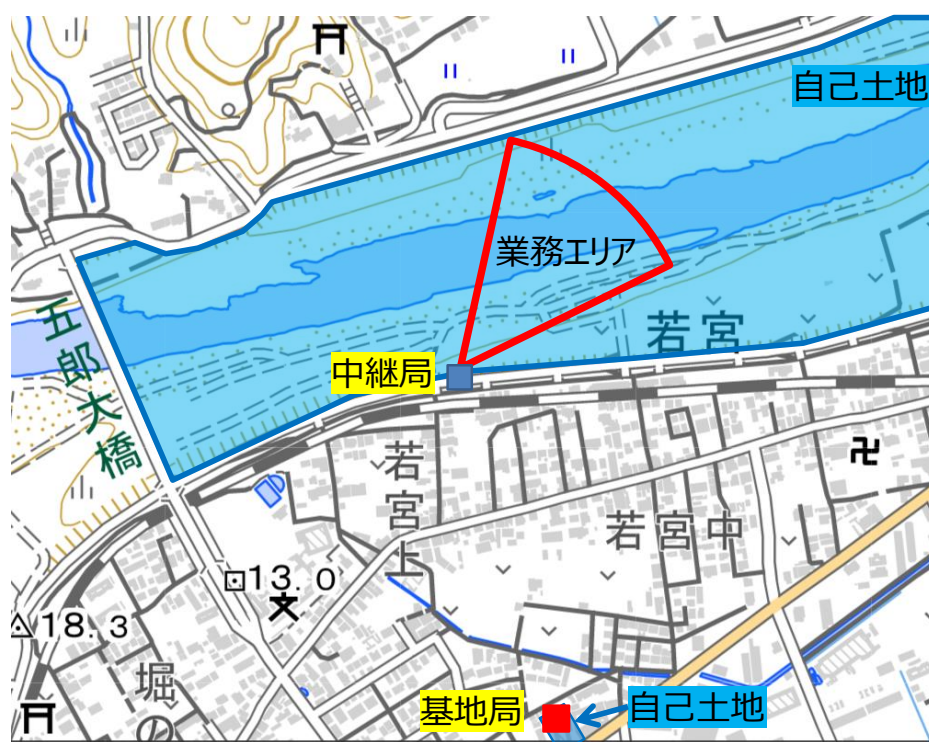 自己土地
業務エリア
五郎大橋
若宮
中継局
若宮上
若宮中
13.0
18.3
堀の
基地局
自己土地